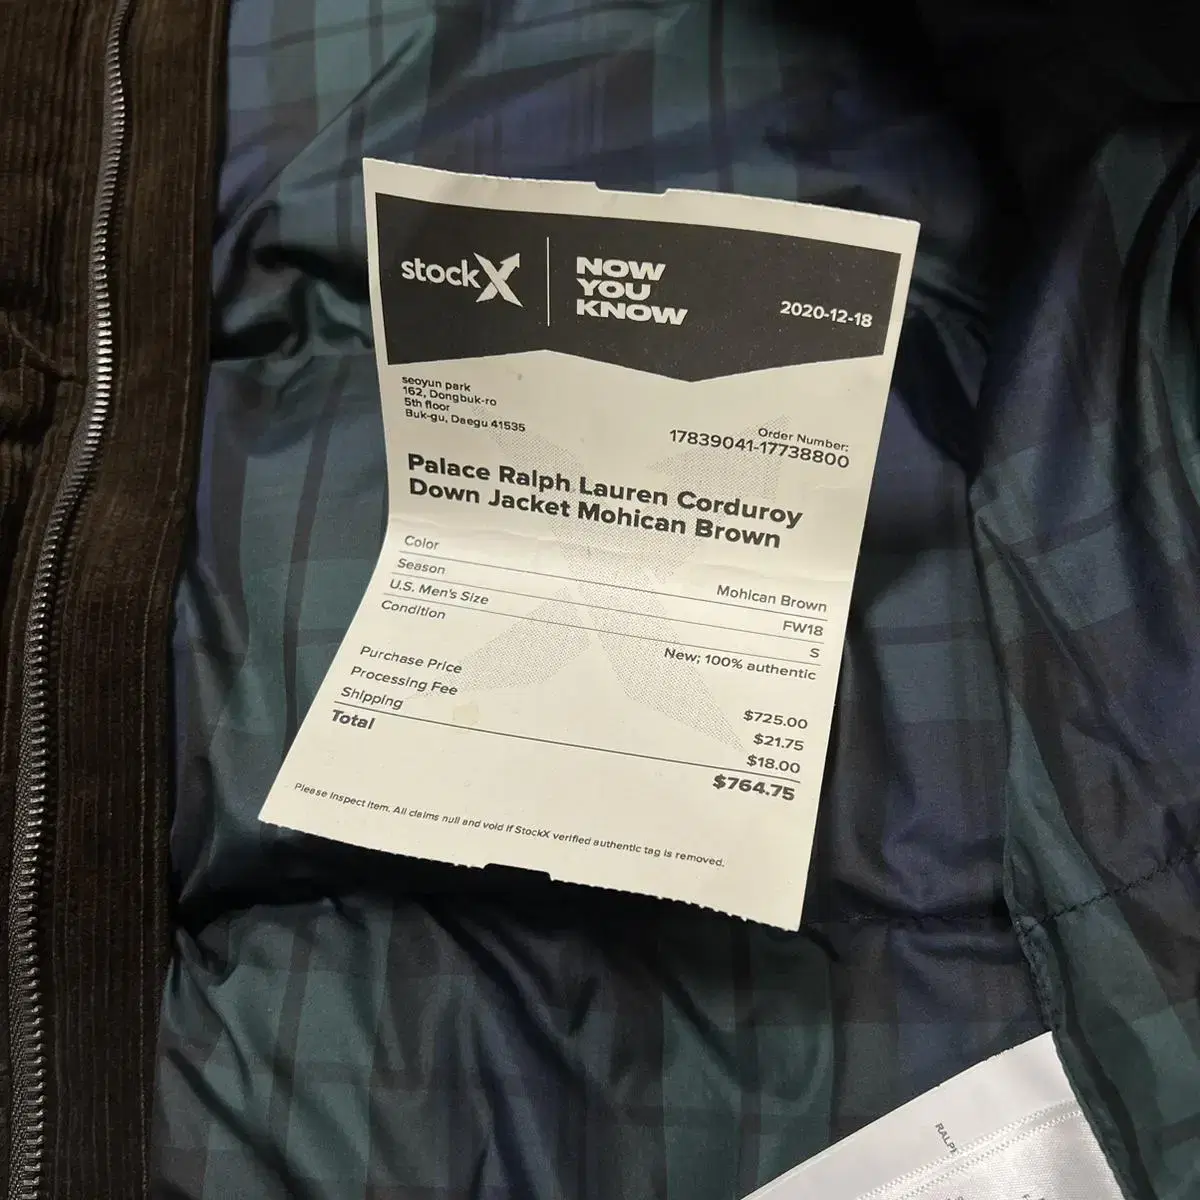 stockX
NOW
YOU
KNOW
2020-12-18
seoyun park
162, Dongbuk-ro
5th floor
Buk-gu, Daegu 41535
Order Number:
17839041-17738800
Palace Ralph Lauren Corduroy
Down Jacket Mohican Brown
Color Mohican Brown
Season FW18
U.S. Men's Size S
Condition New; 100% authentic
Purchase Price $725.00
Processing Fee $21.75
Shipping $18.00
Total $764.75
Please inspect item. All claims null and void if StockX verified authentic tag is removed.